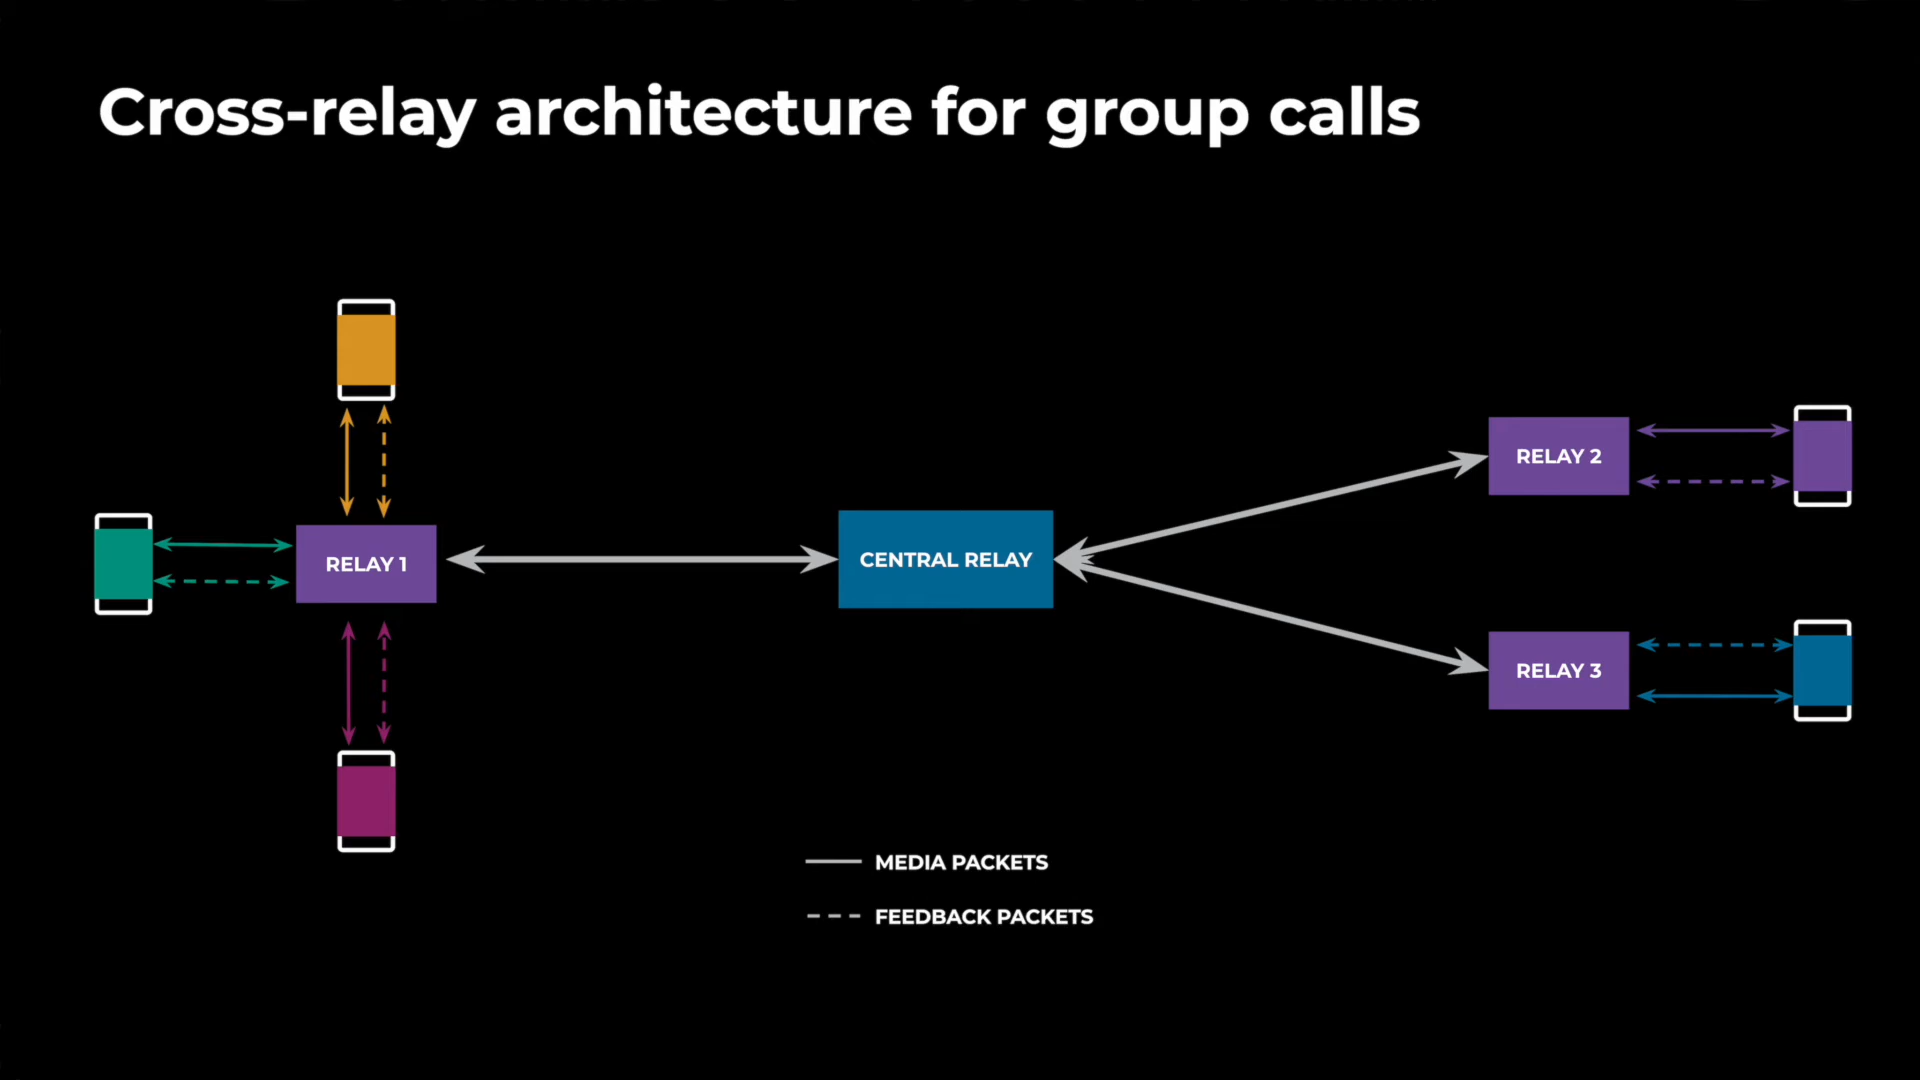 Cross-relay architecture for group calls
RELAY 2
RELAY 1
CENTRAL RELAY
RELAY 3
MEDIA PACKETS
FEEDBACK PACKETS